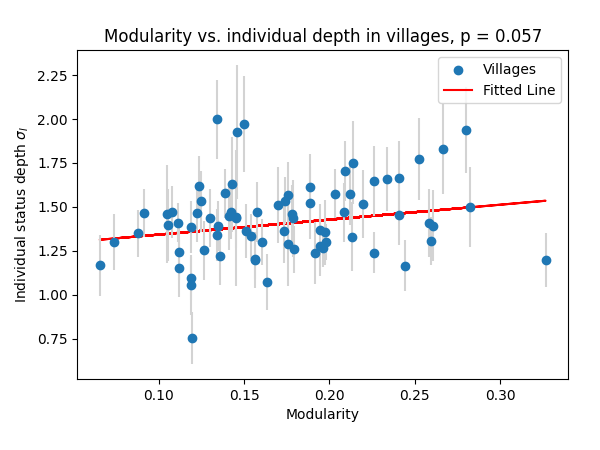 Modularity vs. individual depth in villages, p = 0.057
Villages
Fitted Line
Individual status depth σ_I
2.25
2.00
1.75
1.50
1.25
1.00
0.75
0.10 0.15 0.20 0.25 0.30
Modularity